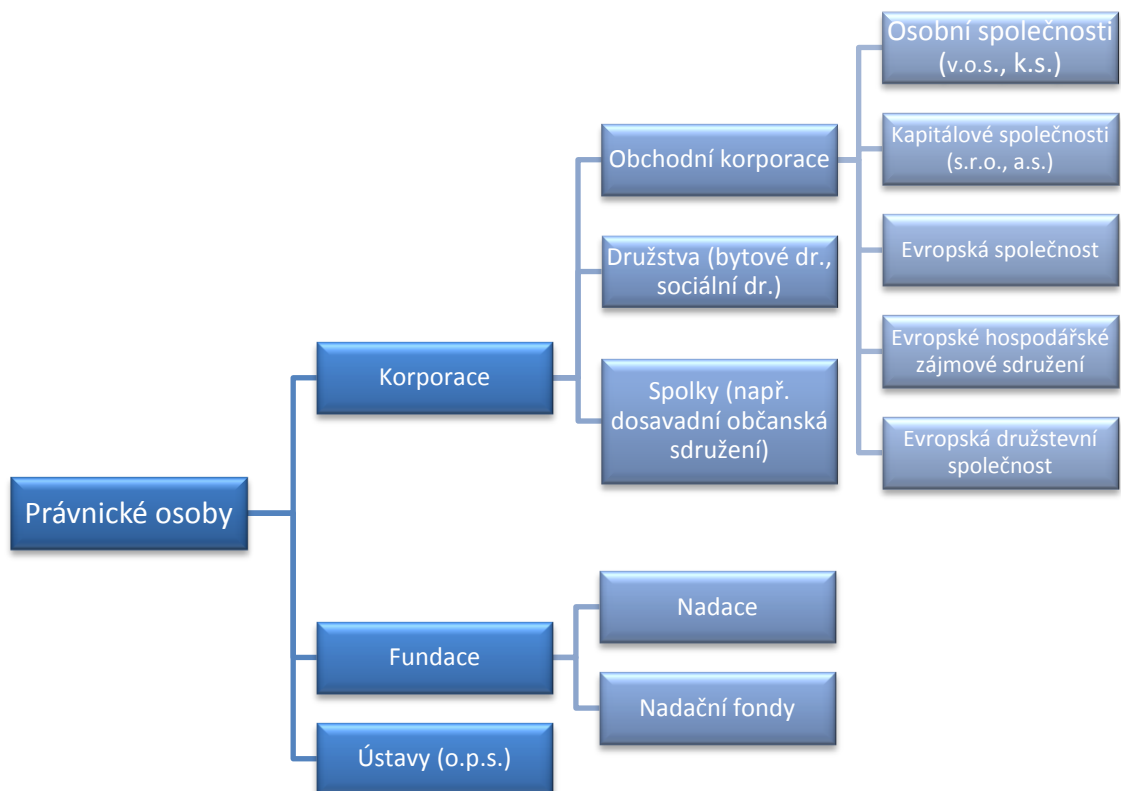 Právnické osoby
Korporace
Obchodní korporace
Osobní společnosti
(v.o.s., k.s.)
Kapitálové společnosti
(s.r.o., a.s.)
Evropská společnost
Evropské hospodářské
zájmové sdružení
Evropská družstevní
společnost
Družstva (bytové dr.,
sociální dr.)
Spolky (např.
dosavadní občanská
sdružení)
Fundace
Nadace
Nadační fondy
Ústavy (o.p.s.)